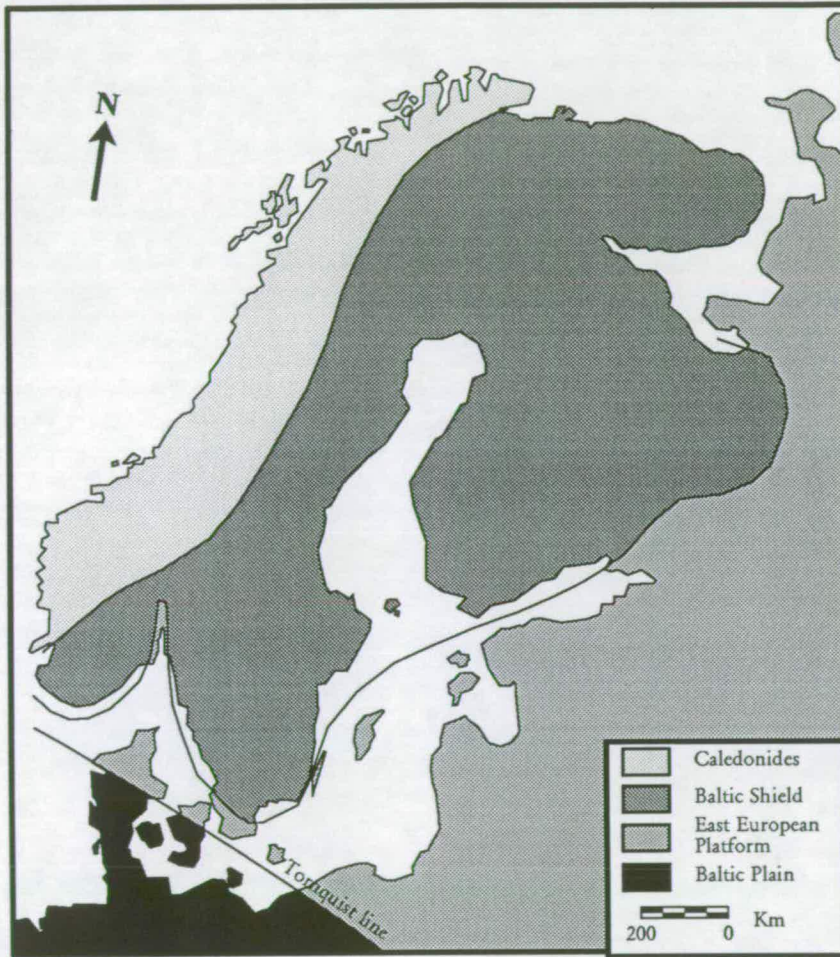 N
Tornquist line
Caledonides
Baltic Shield
East European
Platform
Baltic Plain
200 0 Km